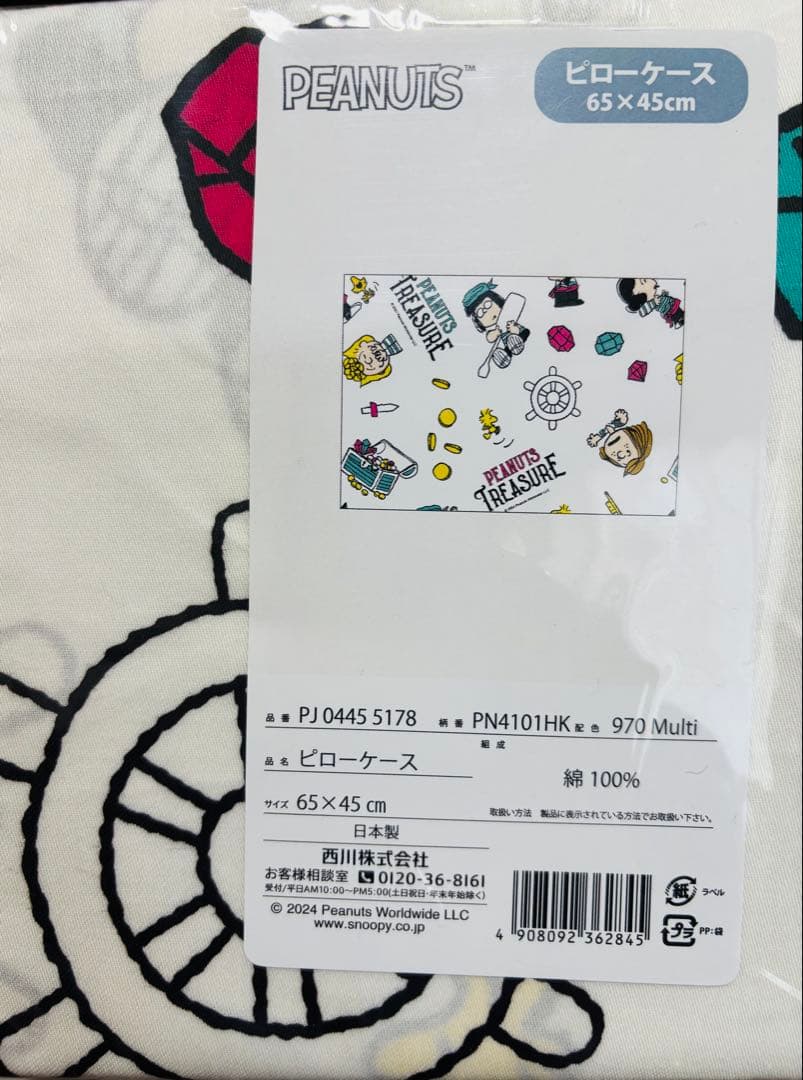 PEANUTS™
ピローケース
65×45cm
PEANUTS
TREASURE
PEANUTS
TREASURE
品番 PJ 0445 5178 柄番 PN4101HK 配色 970 Multi
品名 ピローケース
組成
綿 100%
サイズ 65×45 cm
取扱い方法 製品に表示されている方法でお取扱い下さい。
日本製
西川株式会社
お客様相談室 0120-36-8161
受付/平日AM10:00〜PM5:00(土日祝日・年末年始除く)
© 2024 Peanuts Worldwide LLC
www.snoopy.co.jp
4 908092 362845
紙 ラベル
プラ PP:袋